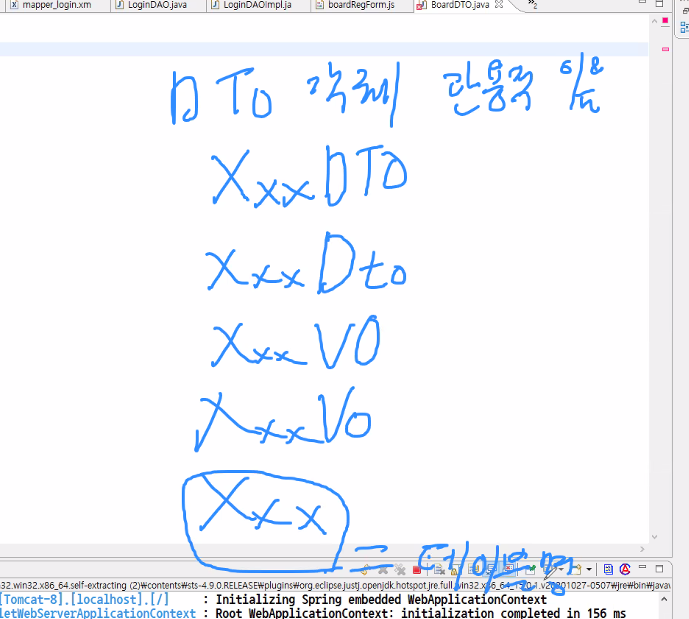 mapper_login.xm LoginDAO.java LoginDAOImpl.ja boardRegForm.js BoardDTO.java »2
DTO 객체 관용적 이름
XxxDTO
XxxDto
XxxVO
XxxVo
Xxx = 테이블명
32.win32.x86_64.self-extracting (2)₩contents₩sts-4.9.0.RELEASE₩plugins₩org.eclipse.justj.openjdk.hotspot.jre.full.win32.x86_64_15.0.1.v20201027-0507₩jre₩bin₩javaw
[Tomcat-8].[localhost].[/] : Initializing Spring embedded WebApplicationContext
letWebServerApplicationContext : Root WebApplicationContext: initialization completed in 156 ms